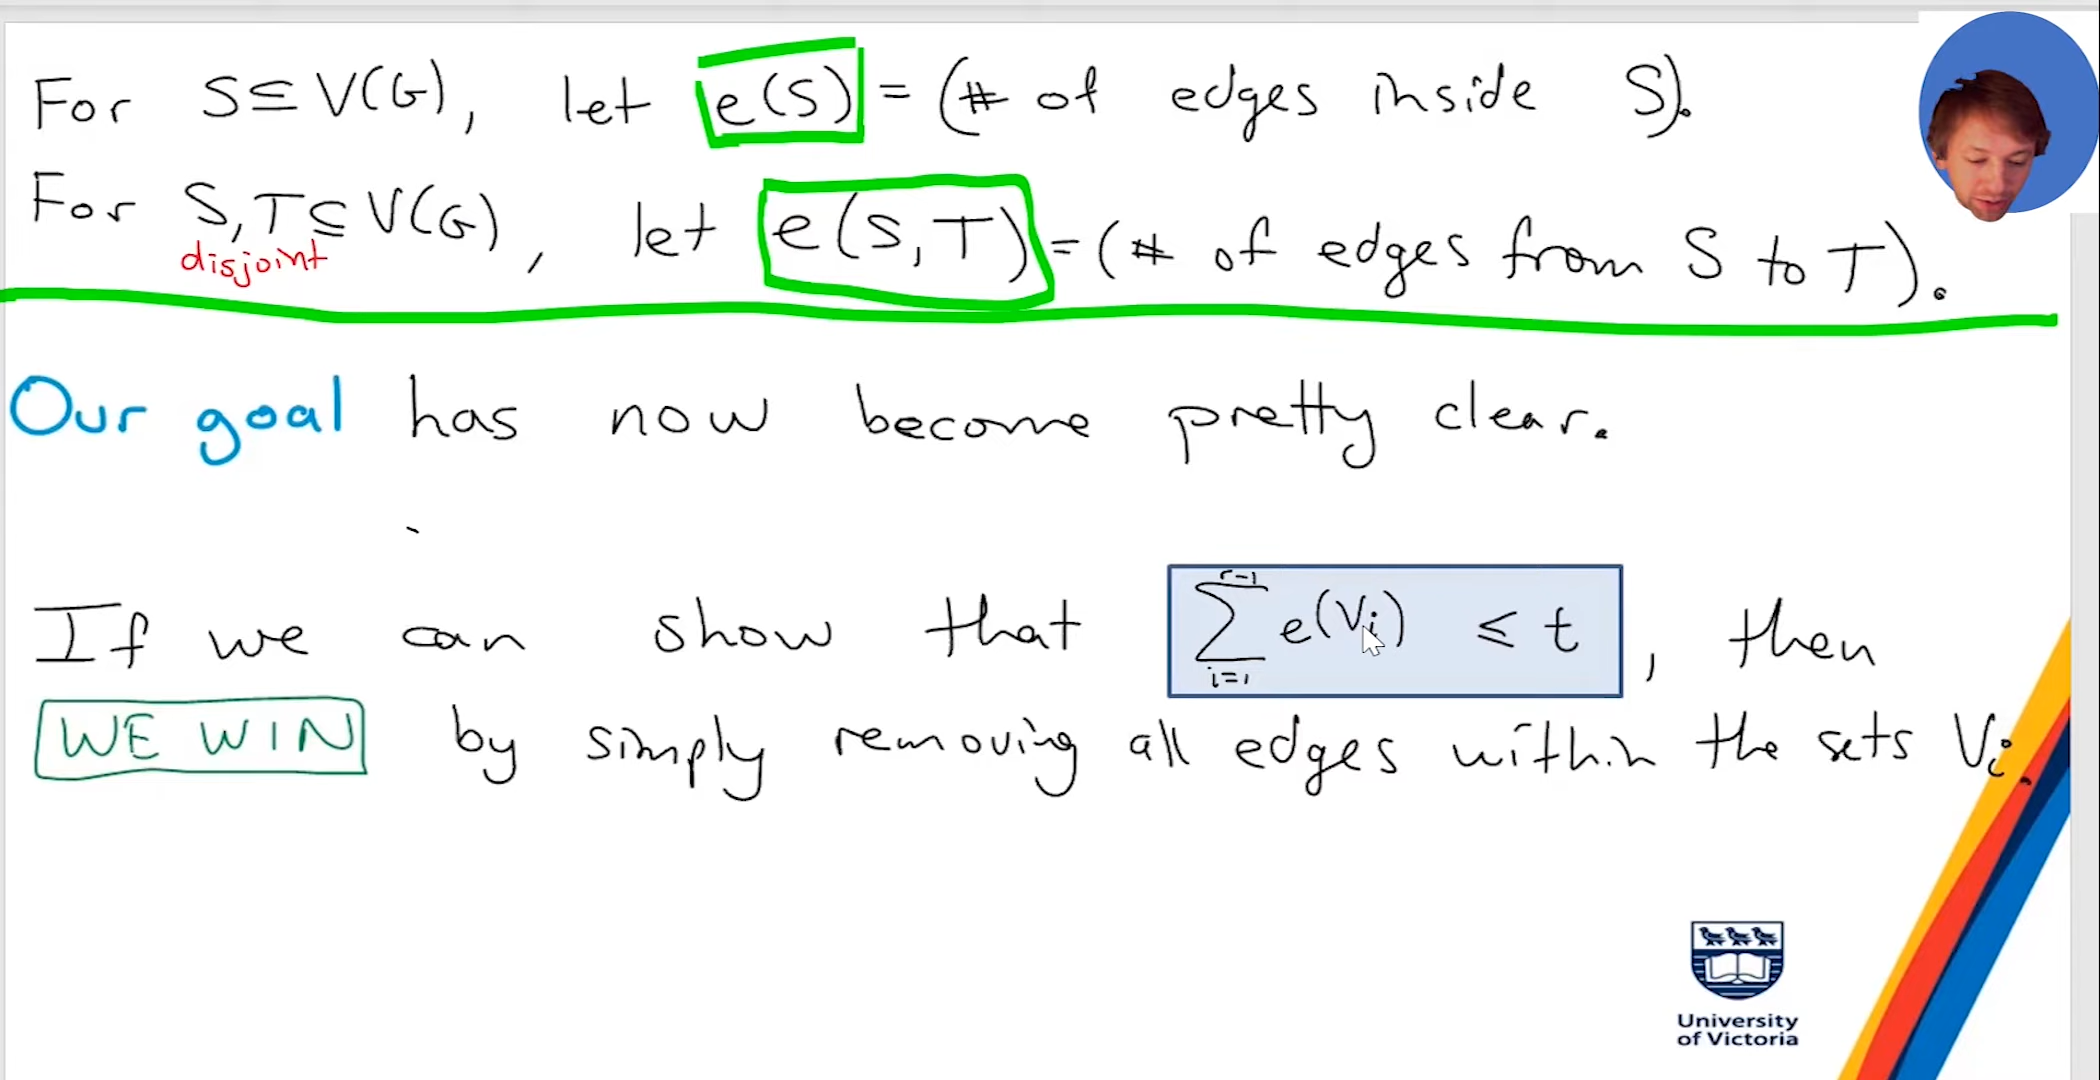 For S⊆V(G), let e(S) = (# of edges inside S).
For S,T⊆V(G), let e(S,T) = (# of edges from S to T).
disjoint
Our goal has now become pretty clear.
If we can show that ∑_{i=1}^{r-1} e(V_i) ≤ t, then
WE WIN by simply removing all edges within the sets V_i.
University
of Victoria